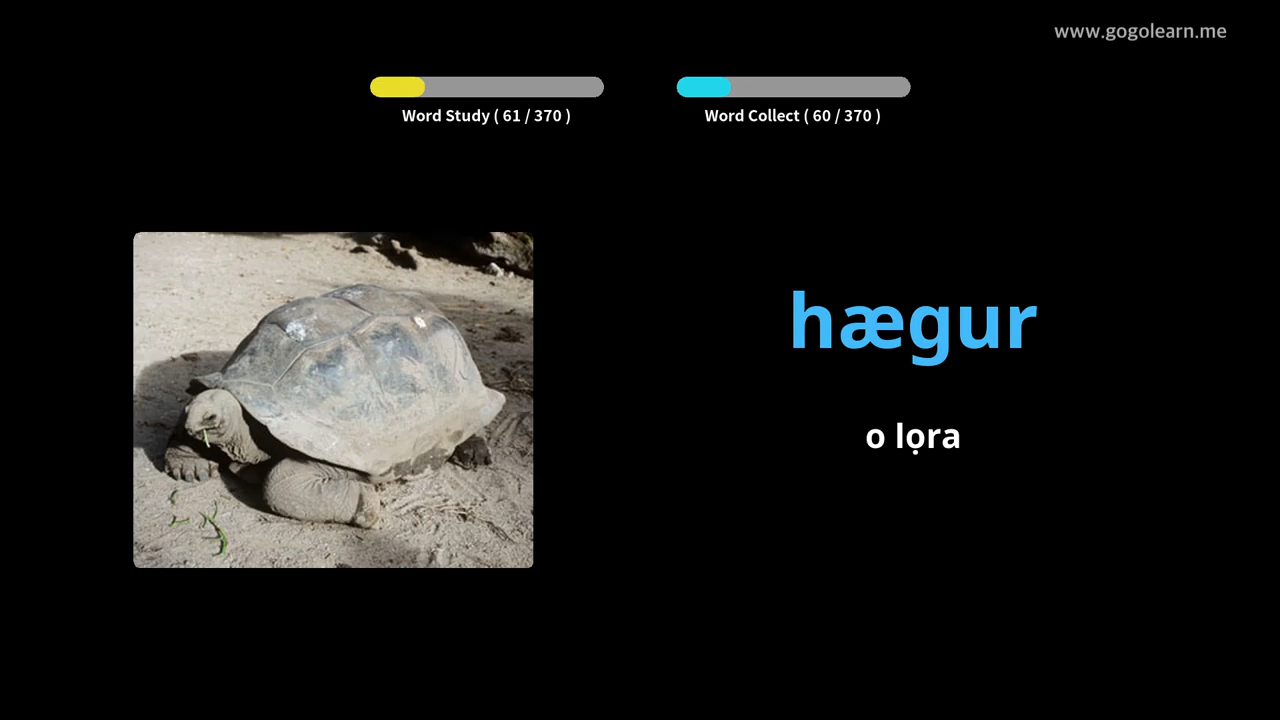 www.gogolearn.me
Word Study ( 61 / 370 )
Word Collect ( 60 / 370 )
hægur
o lọra